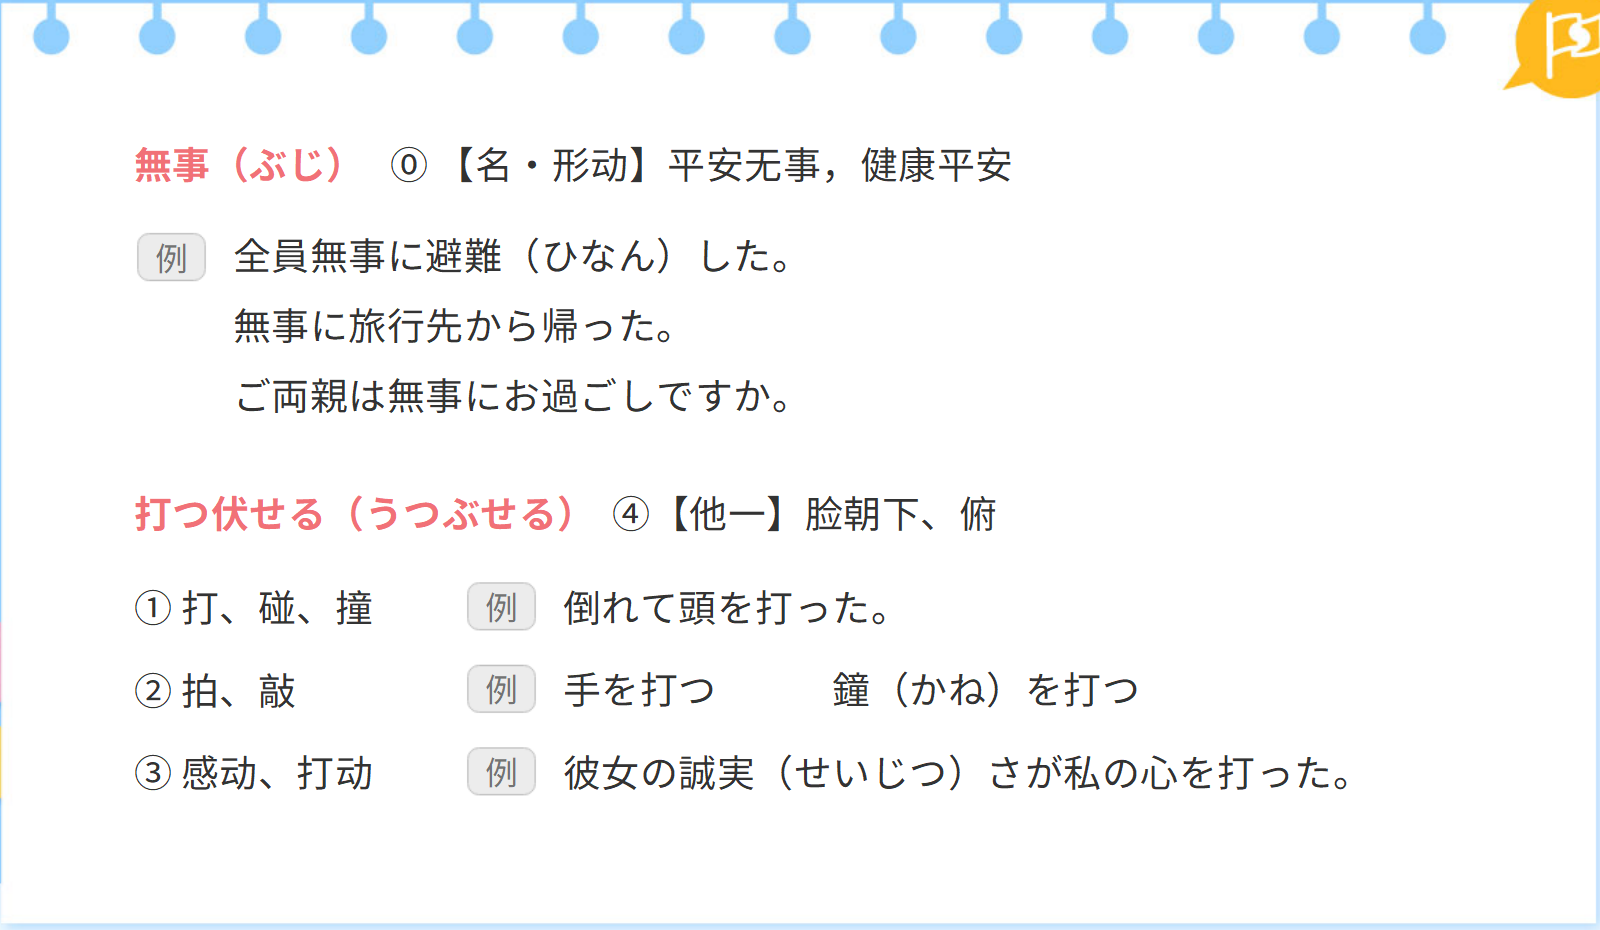 無事（ぶじ） ⓪【名・形动】平安无事，健康平安
例 全員無事に避難（ひなん）した。
無事に旅行先から帰った。
ご両親は無事にお過ごしですか。
打つ伏せる（うつぶせる） ④【他一】脸朝下、俯
① 打、碰、撞 例 倒れて頭を打った。
② 拍、敲 例 手を打つ 鐘（かね）を打つ
③ 感动、打动 例 彼女の誠実（せいじつ）さが私の心を打った。